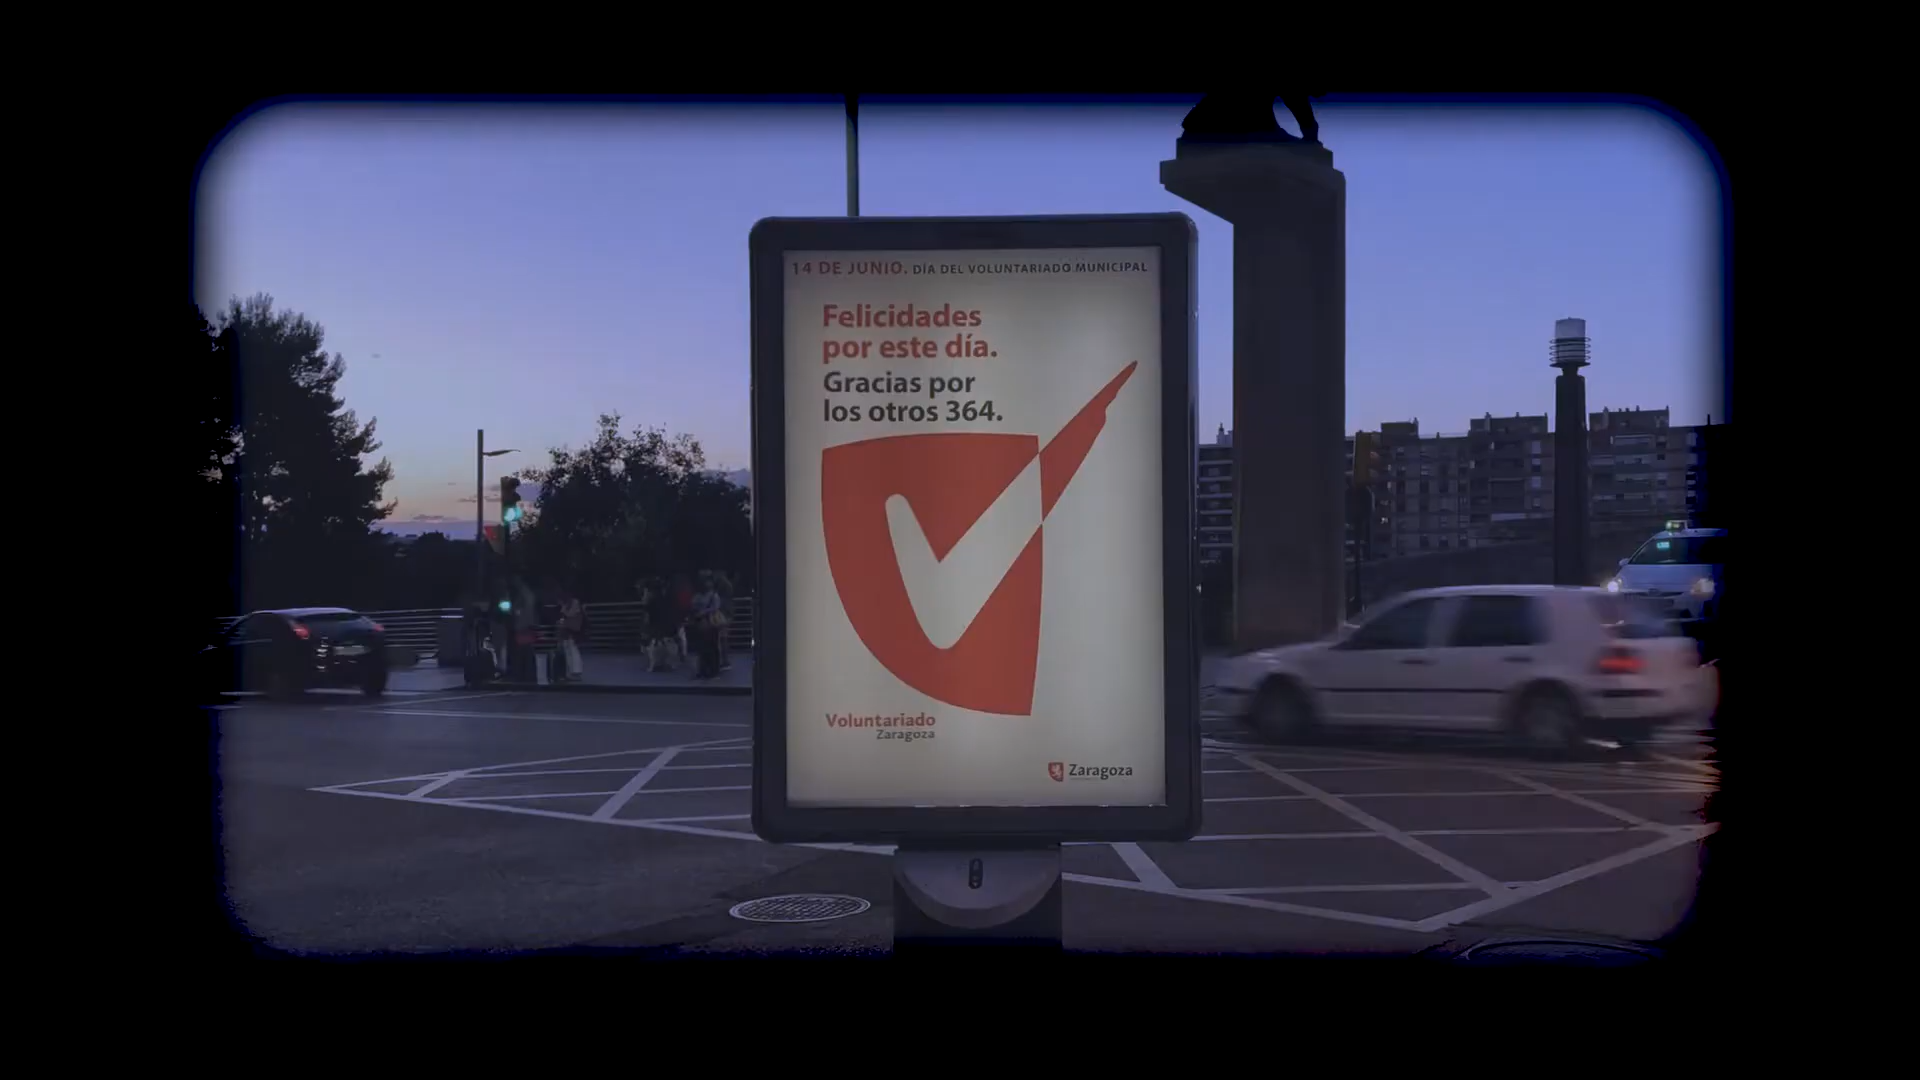 14 DE JUNIO. DÍA DEL VOLUNTARIADO MUNICIPAL
Felicidades
por este día.
Gracias por
los otros 364.
Voluntariado
Zaragoza
Zaragoza